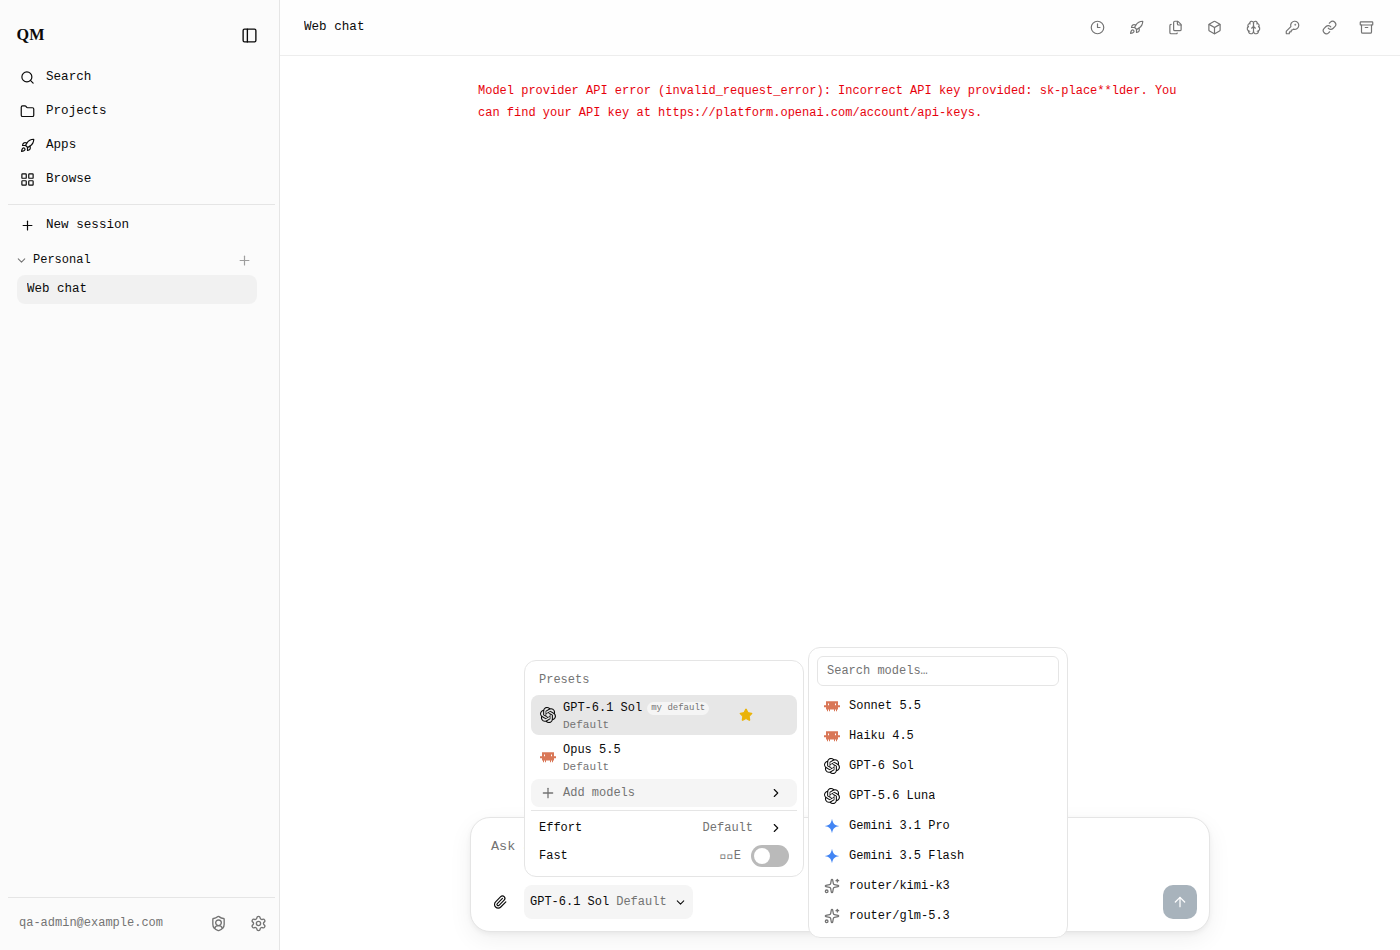 QM
Search
Projects
Apps
Browse
New session
Personal
Web chat
qa-admin@example.com
Web chat
Model provider API error (invalid_request_error): Incorrect API key provided: sk-place**lder. You
can find your API key at https://platform.openai.com/account/api-keys.
Presets
GPT-6.1 Sol my default
Default
Opus 5.5
Default
Add models
Effort Default
Fast
Ask
GPT-6.1 Sol Default
Search models…
Sonnet 5.5
Haiku 4.5
GPT-6 Sol
GPT-5.6 Luna
Gemini 3.1 Pro
Gemini 3.5 Flash
router/kimi-k3
router/glm-5.3